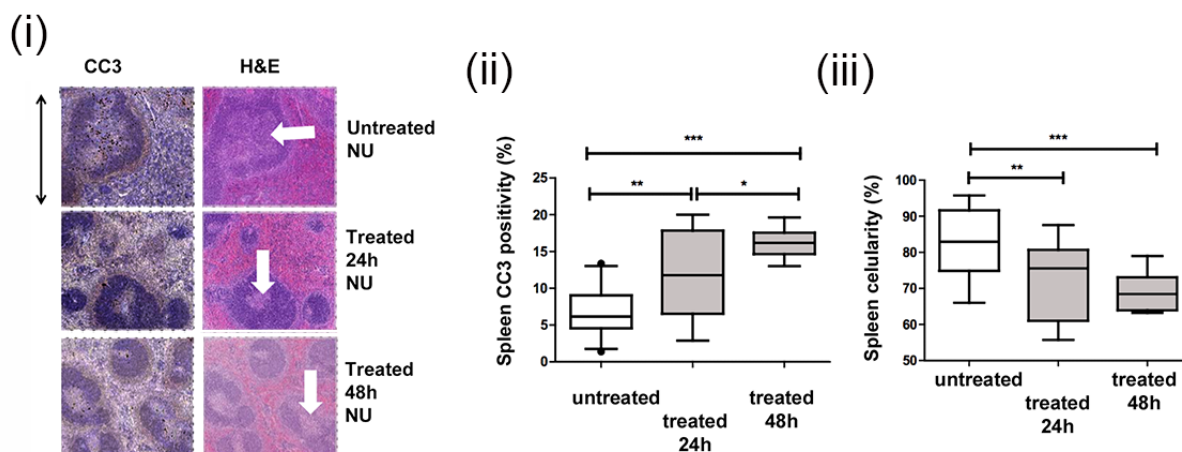 (i)
CC3 H&E
Untreated
NU
Treated
24h
NU
Treated
48h
NU
(ii)
Spleen CC3 positivity (%)
25
20
15
10
5
0
***
** *
untreated
treated
24h
treated
48h
(iii)
Spleen celularity (%)
100
90
80
70
60
50
***
**
untreated
treated
24h
treated
48h